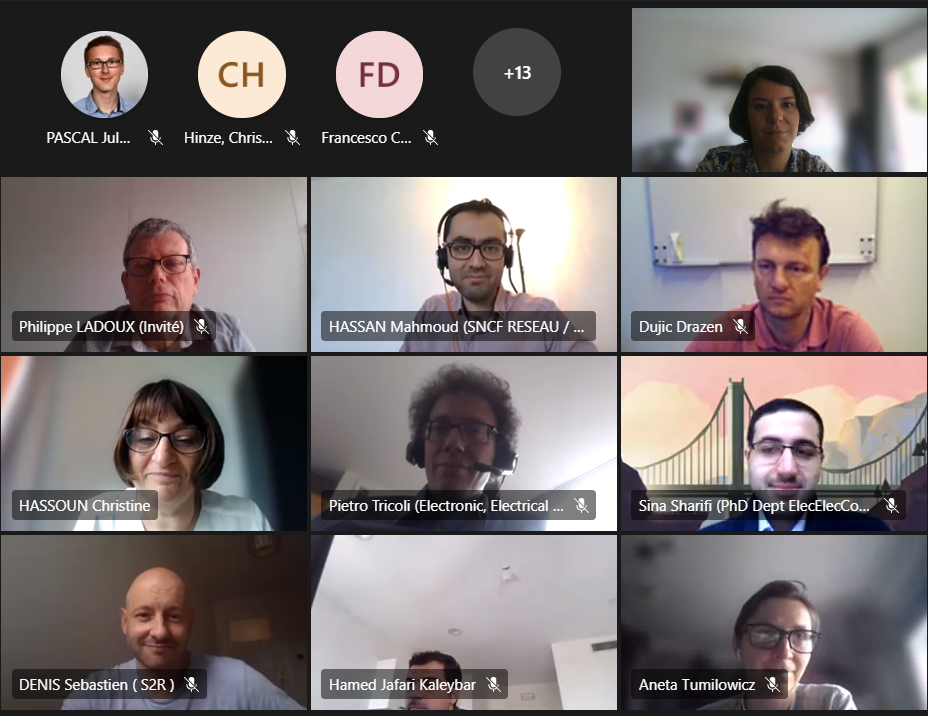 CH
FD
+13
PASCAL Jul...
Hinze, Chris...
Francesco C...
Philippe LADOUX (Invité)
HASSAN Mahmoud (SNCF RESEAU / ...
Dujic Drazen
HASSOUN Christine
Pietro Tricoli (Electronic, Electrical ...
Sina Sharifi (PhD Dept ElecElecCo...
DENIS Sebastien ( S2R )
Hamed Jafari Kaleybar
Aneta Tumilowicz